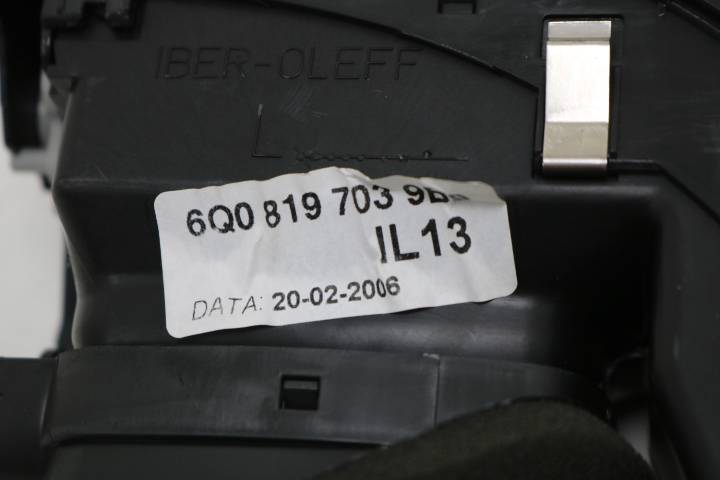 IBER-OLEFF
L
6Q0 819 703 9B
IL13
DATA: 20-02-2006